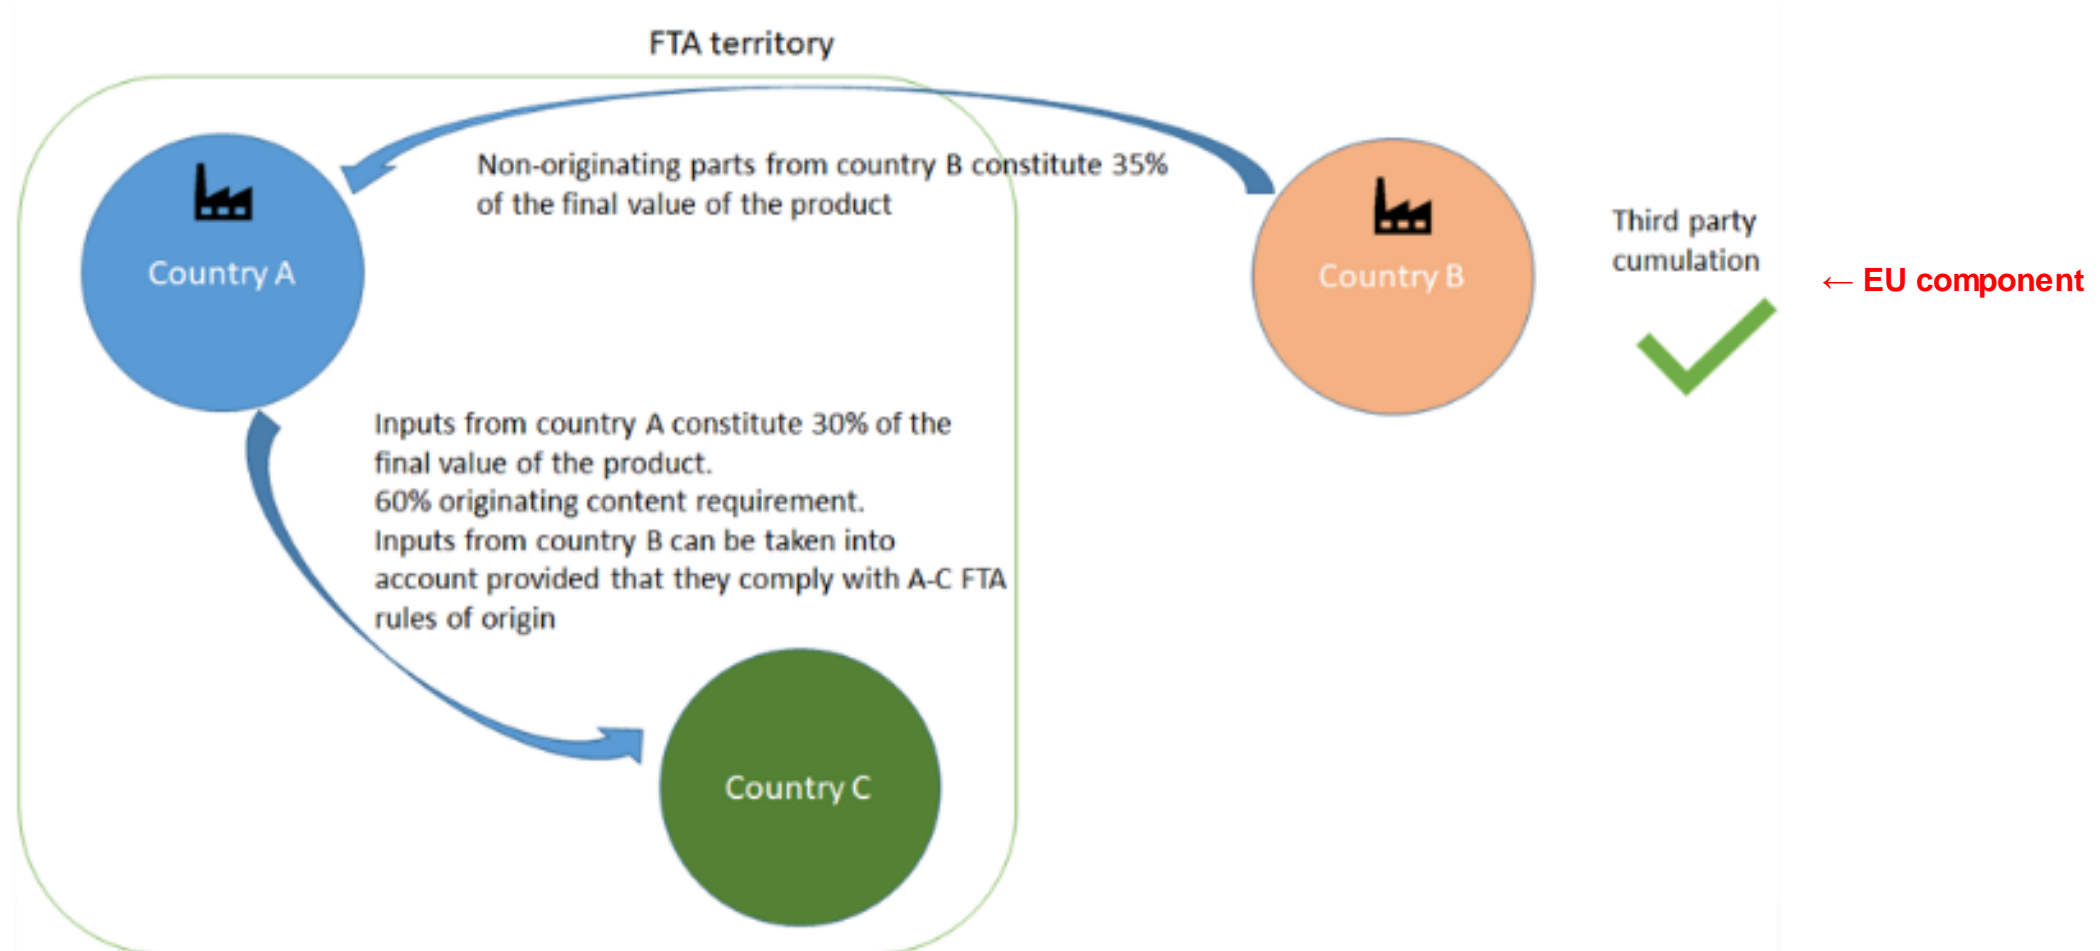 FTA territory
Non-originating parts from country B constitute 35%
of the final value of the product
Country A
Country B
Third party
cumulation
← EU component
Inputs from country A constitute 30% of the
final value of the product.
60% originating content requirement.
Inputs from country B can be taken into
account provided that they comply with A-C FTA
rules of origin
Country C